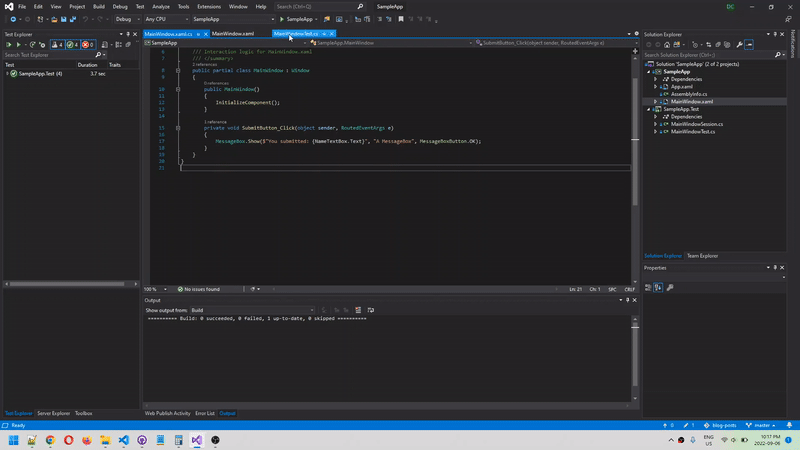 File Edit View Git Project Build Debug Test Analyze Tools Extensions Window Help Search (Ctrl+Q) SampleApp DC
Debug Any CPU SampleApp SampleApp
Test Explorer
4 4 0
Search Test Explorer (Ctrl+E)
Test Duration Traits
SampleApp.Test (4) 3.7 sec
MainWindow.xaml.cs MainWindow.xaml MainWindowTest.cs
SampleApp SampleApp.MainWindow SubmitButton_Click(object sender, RoutedEventArgs e)
6 /// Interaction logic for MainWindow.xaml
7 /// </summary>
2 references
8 public partial class MainWindow : Window
9 {
0 references
10 public MainWindow()
11 {
12 InitializeComponent();
13 }
14
1 reference
15 private void SubmitButton_Click(object sender, RoutedEventArgs e)
16 {
17 MessageBox.Show($"You submitted: {NameTextBox.Text}", "A MessageBox", MessageBoxButton.OK);
18 }
19 }
20 }
21
100 % No issues found Ln: 21 Ch: 1 SPC CRLF
Output
Show output from: Build
========== Build: 0 succeeded, 0 failed, 1 up-to-date, 0 skipped ==========
Solution Explorer
Search Solution Explorer (Ctrl+;)
Solution 'SampleApp' (2 of 2 projects)
SampleApp
Dependencies
App.xaml
AssemblyInfo.cs
MainWindow.xaml
SampleApp.Test
Dependencies
MainWindowSession.cs
MainWindowTest.cs
Solution Explorer Team Explorer
Properties
Notifications
Test Explorer Server Explorer Toolbox
Web Publish Activity Error List Output
Ready 0 1 blog-posts master
ENG
US
10:17 PM
2022-09-06